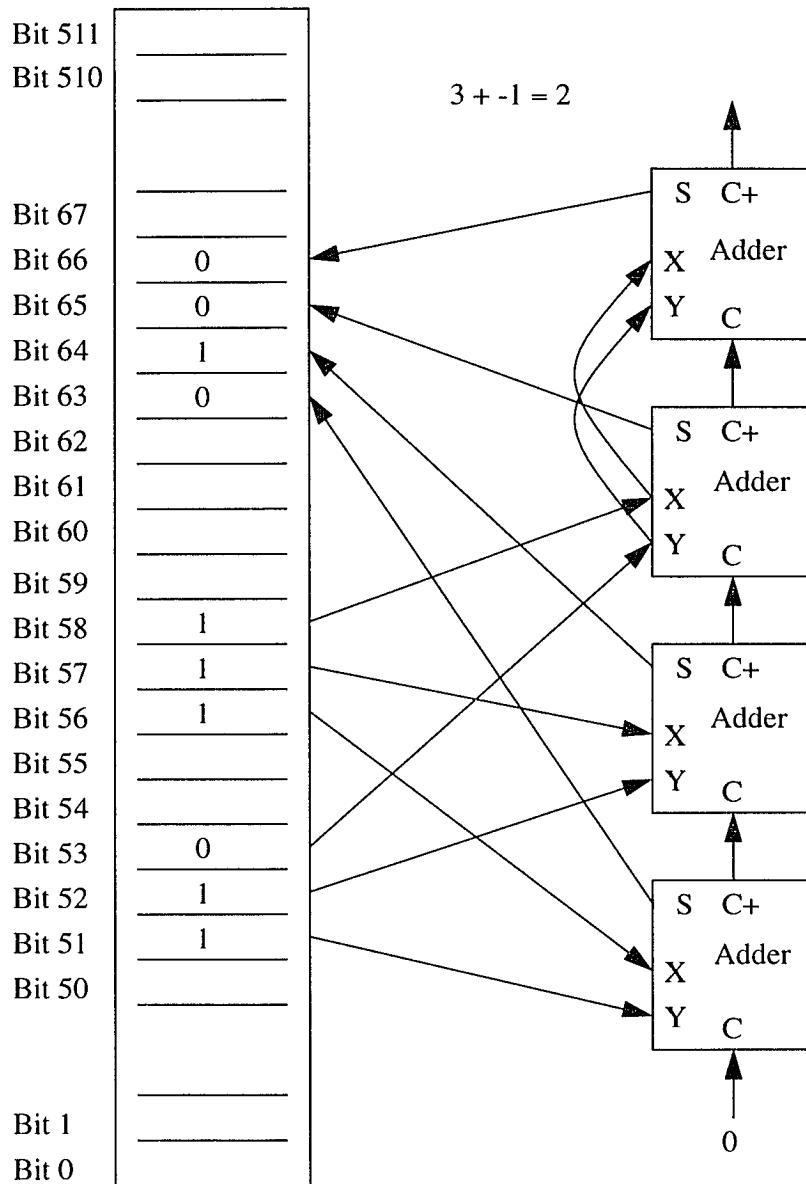 Bit 511
Bit 510
3 + -1 = 2
S C+
Bit 67
Bit 66 0
X Adder
Bit 65 0
Y C
Bit 64 1
Bit 63 0
Bit 62
S C+
Bit 61
X Adder
Bit 60
Y C
Bit 59
Bit 58 1
Bit 57 1
S C+
Bit 56 1
X Adder
Bit 55
Y C
Bit 54
Bit 53 0
Bit 52 1
S C+
Bit 51 1
X Adder
Bit 50
Y C
Bit 1
0
Bit 0